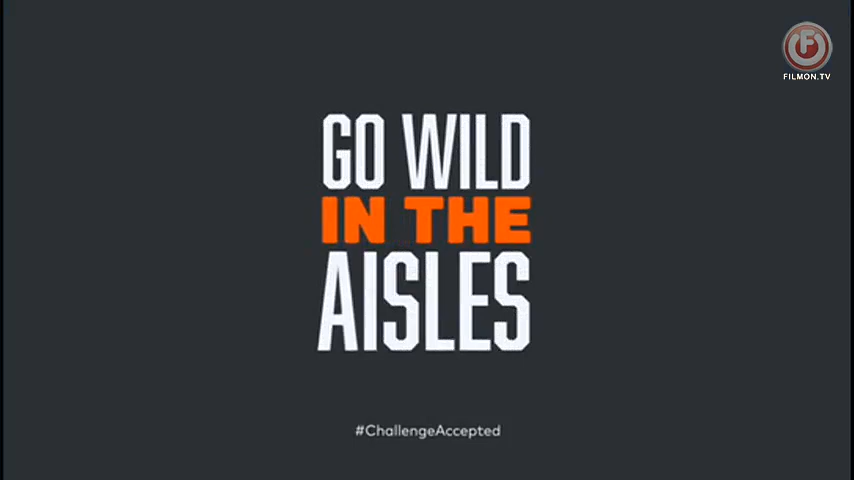 F
FILMON.TV
GO WILD
IN THE
AISLES
#ChallengeAccepted